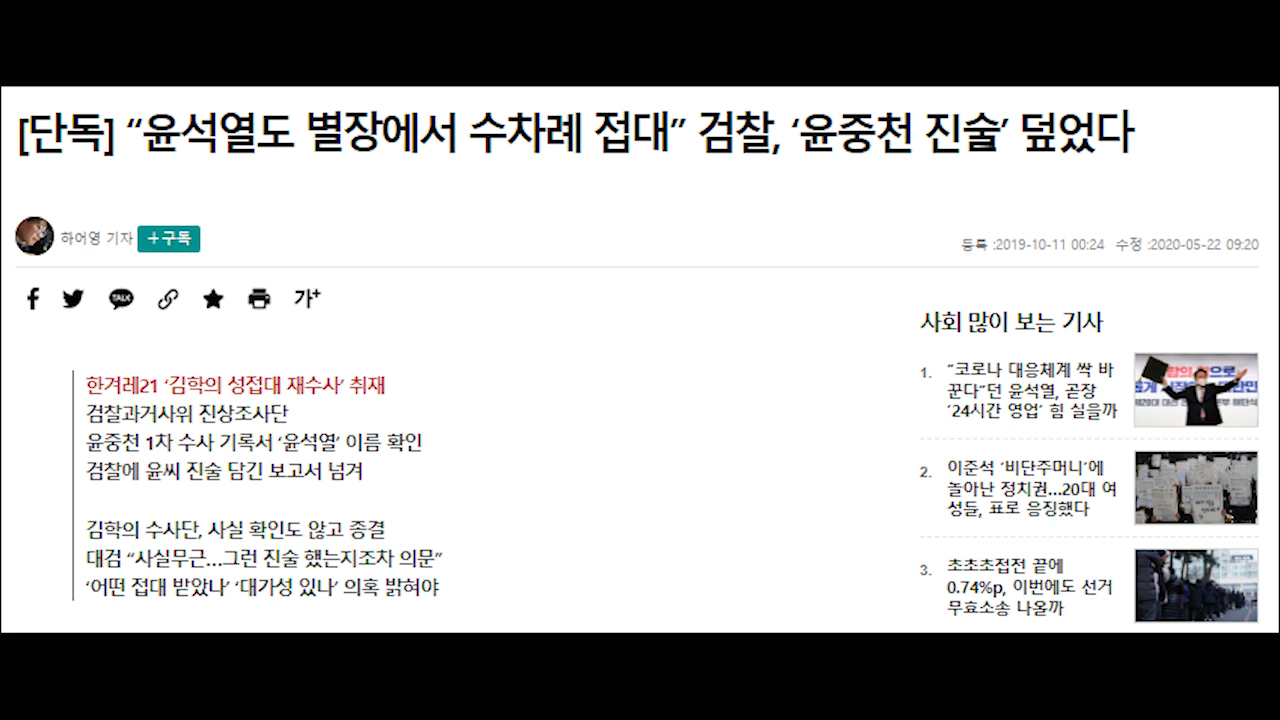 [단독] “윤석열도 별장에서 수차례 접대” 검찰, ‘윤중천 진술’ 덮었다
하어영 기자
+구독
등록 :2019-10-11 00:24 수정 :2020-05-22 09:20
TALK
가+
한겨레21 ‘김학의 성접대 재수사’ 취재
검찰과거사위 진상조사단
윤중천 1차 수사 기록서 ‘윤석열’ 이름 확인
검찰에 윤씨 진술 담긴 보고서 넘겨
김학의 수사단, 사실 확인도 않고 종결
대검 “사실무근…그런 진술 했는지조차 의문”
‘어떤 접대 받았나’ ‘대가성 있나’ 의혹 밝혀야
사회 많이 보는 기사
1. “코로나 대응체계 싹 바
꾼다”던 윤석열, 곧장
‘24시간 영업’ 힘 실을까
2. 이준석 ‘비단주머니’에
놀아난 정치권…20대 여
성들, 표로 응징했다
3. 초초초접전 끝에
0.74%p, 이번에도 선거
무효소송 나올까